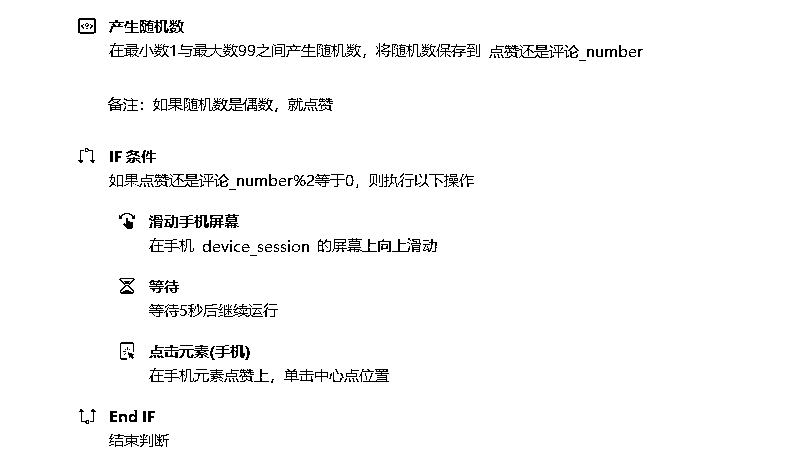 产生随机数
在最小数1与最大数99之间产生随机数，将随机数保存到 点赞还是评论_number
备注：如果随机数是偶数，就点赞
IF 条件
如果点赞还是评论_number%2等于0，则执行以下操作
滑动手机屏幕
在手机 device_session 的屏幕上向上滑动
等待
等待5秒后继续运行
点击元素(手机)
在手机元素点赞上，单击中心点位置
End IF
结束判断